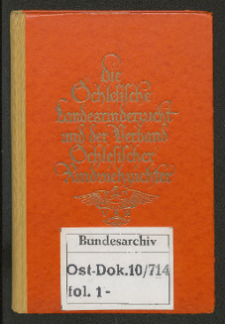 Die
Schlesische
Landesrinderzucht
und der Verband
Schlesischer
Rindviehzüchter
Bundesarchiv
Ost-Dok.10/714
fol. 1-